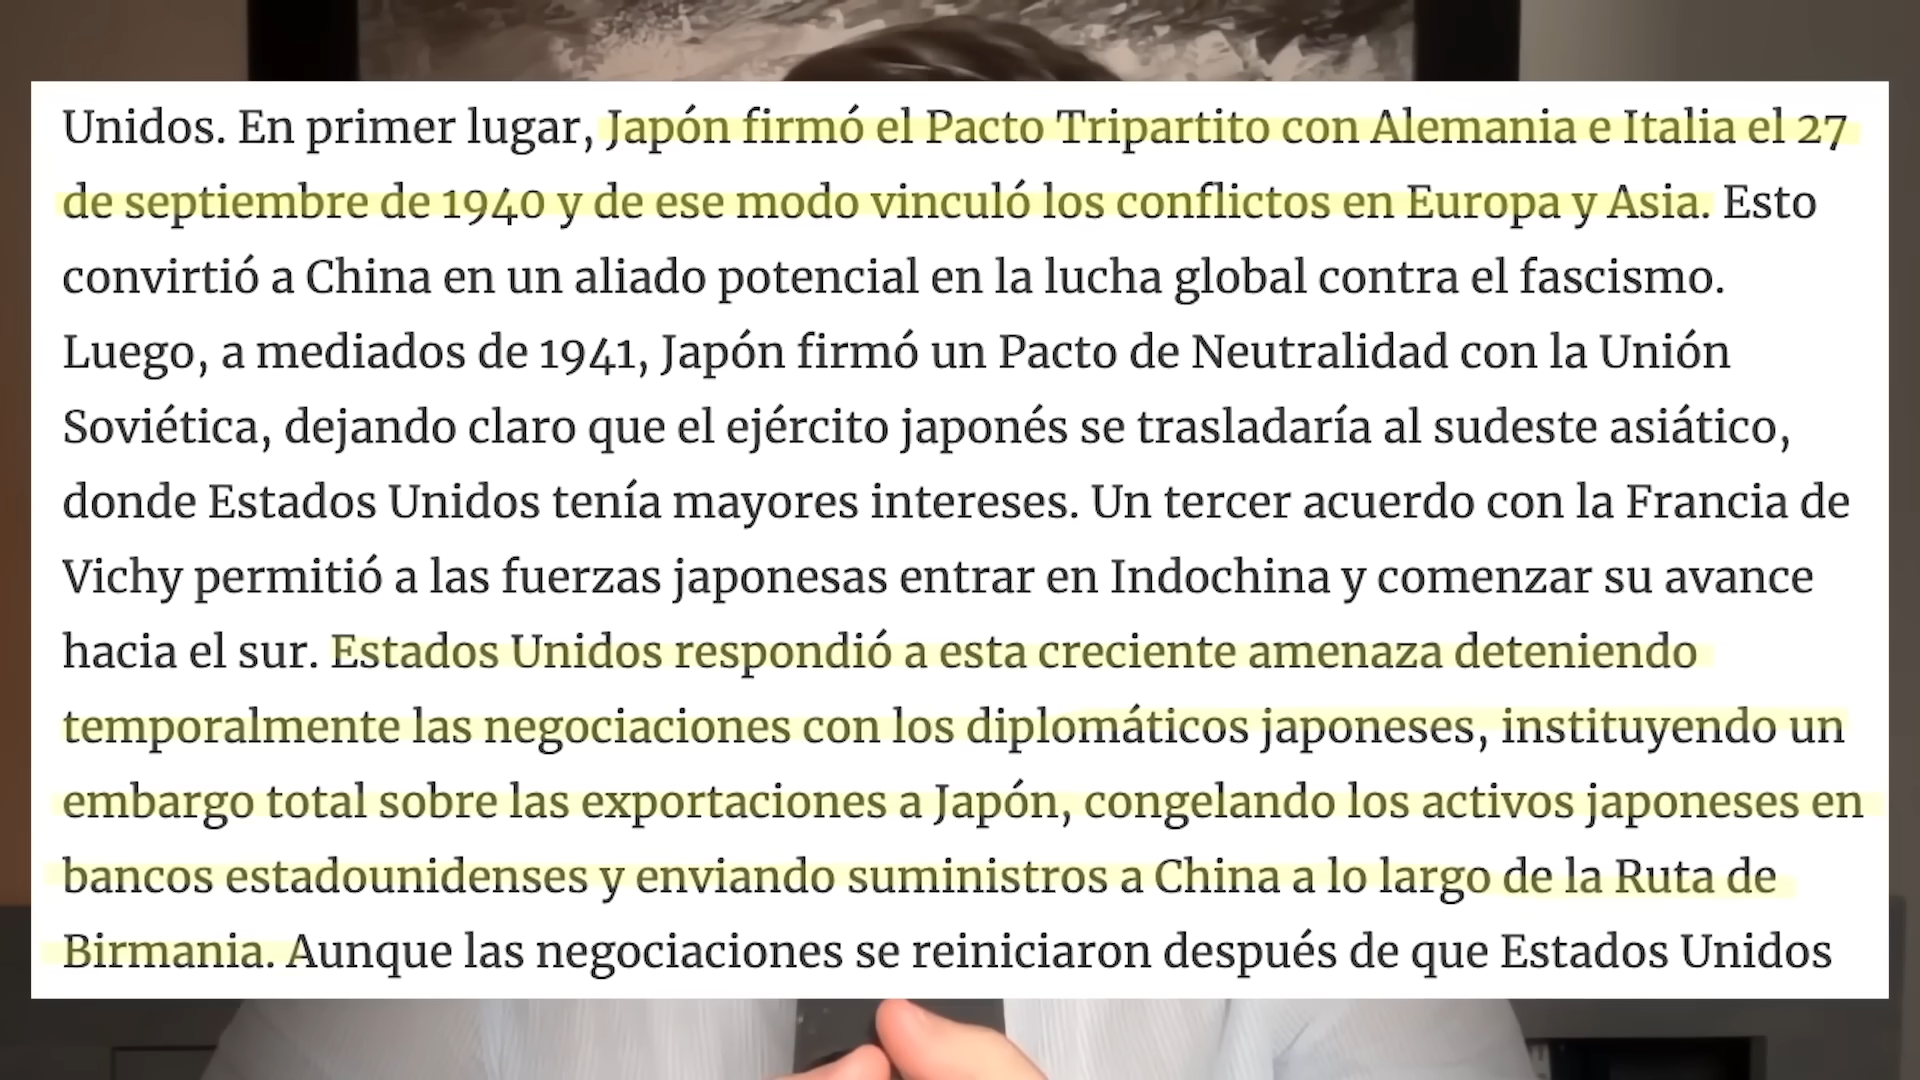 Unidos. En primer lugar, Japón firmó el Pacto Tripartito con Alemania e Italia el 27
de septiembre de 1940 y de ese modo vinculó los conflictos en Europa y Asia. Esto
convirtió a China en un aliado potencial en la lucha global contra el fascismo.
Luego, a mediados de 1941, Japón firmó un Pacto de Neutralidad con la Unión
Soviética, dejando claro que el ejército japonés se trasladaría al sudeste asiático,
donde Estados Unidos tenía mayores intereses. Un tercer acuerdo con la Francia de
Vichy permitió a las fuerzas japonesas entrar en Indochina y comenzar su avance
hacia el sur. Estados Unidos respondió a esta creciente amenaza deteniendo
temporalmente las negociaciones con los diplomáticos japoneses, instituyendo un
embargo total sobre las exportaciones a Japón, congelando los activos japoneses en
bancos estadounidenses y enviando suministros a China a lo largo de la Ruta de
Birmania. Aunque las negociaciones se reiniciaron después de que Estados Unidos